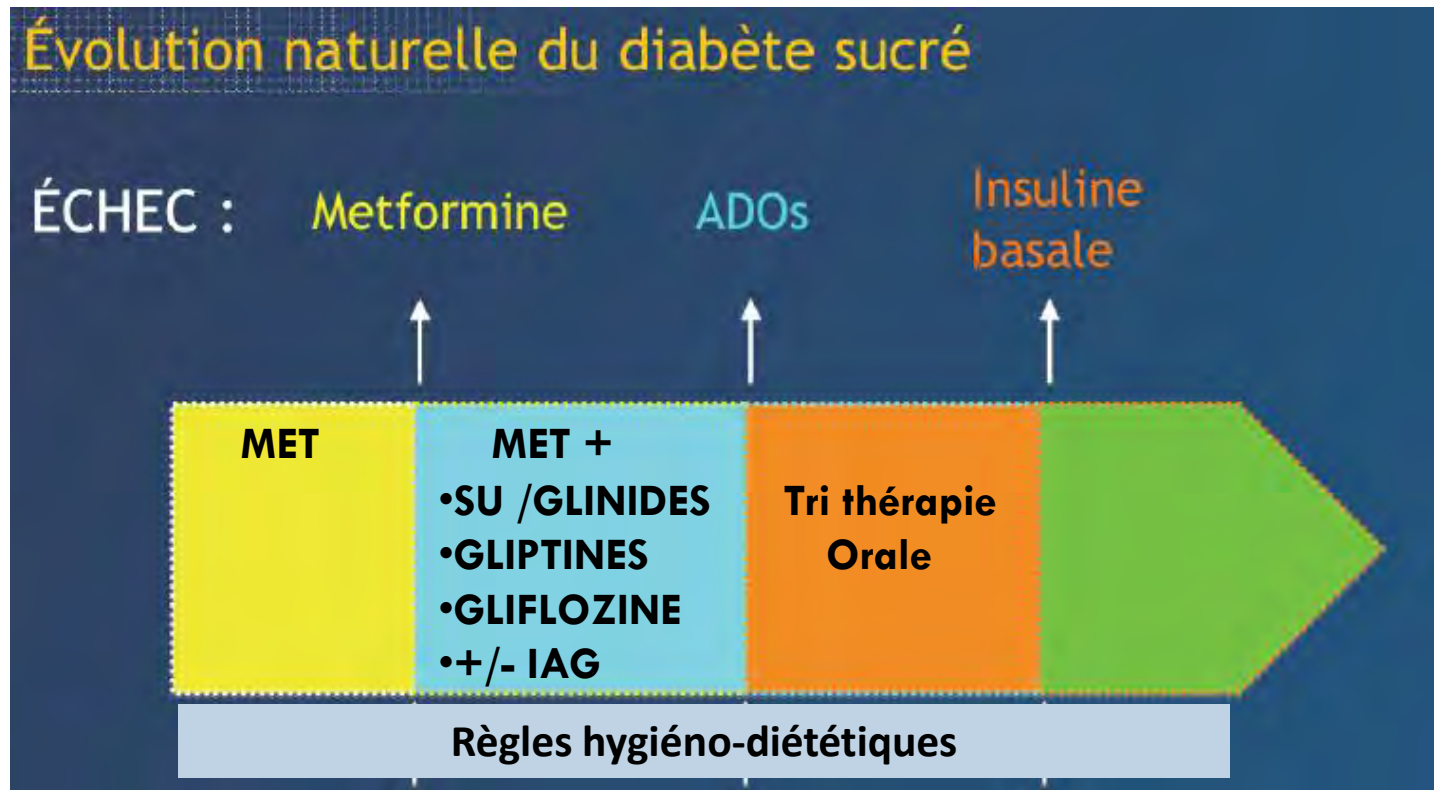 Évolution naturelle du diabète sucré
ÉCHEC :
Metformine
ADOs
Insuline
basale
MET
MET +
•SU /GLINIDES
•GLIPTINES
•GLIFLOZINE
•+/- IAG
Tri thérapie
Orale
Règles hygiéno-diététiques